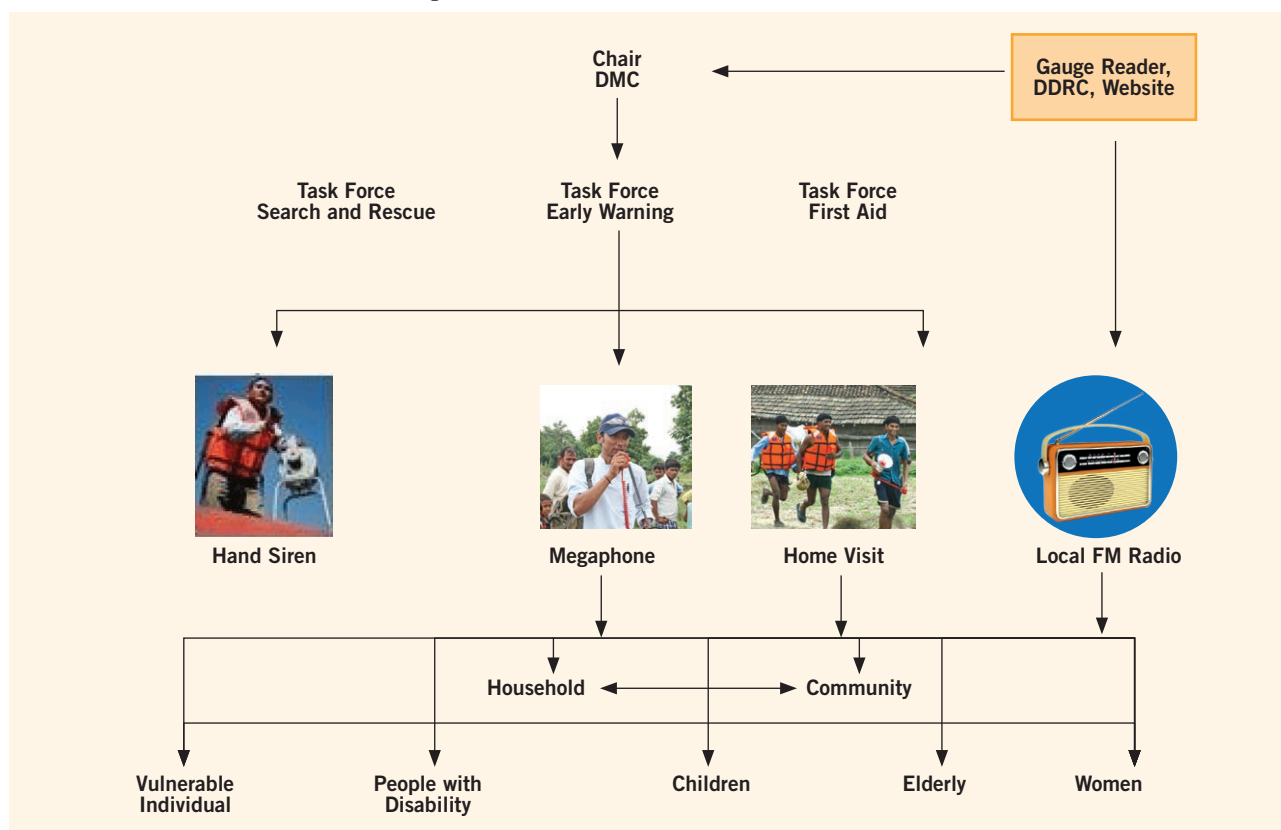 Chair
DMC
Gauge Reader,
DDRC, Website
Task Force
Search and Rescue
Task Force
Early Warning
Task Force
First Aid
Hand Siren
Megaphone
Home Visit
Local FM Radio
Household
Community
Vulnerable
Individual
People with
Disability
Children
Elderly
Women